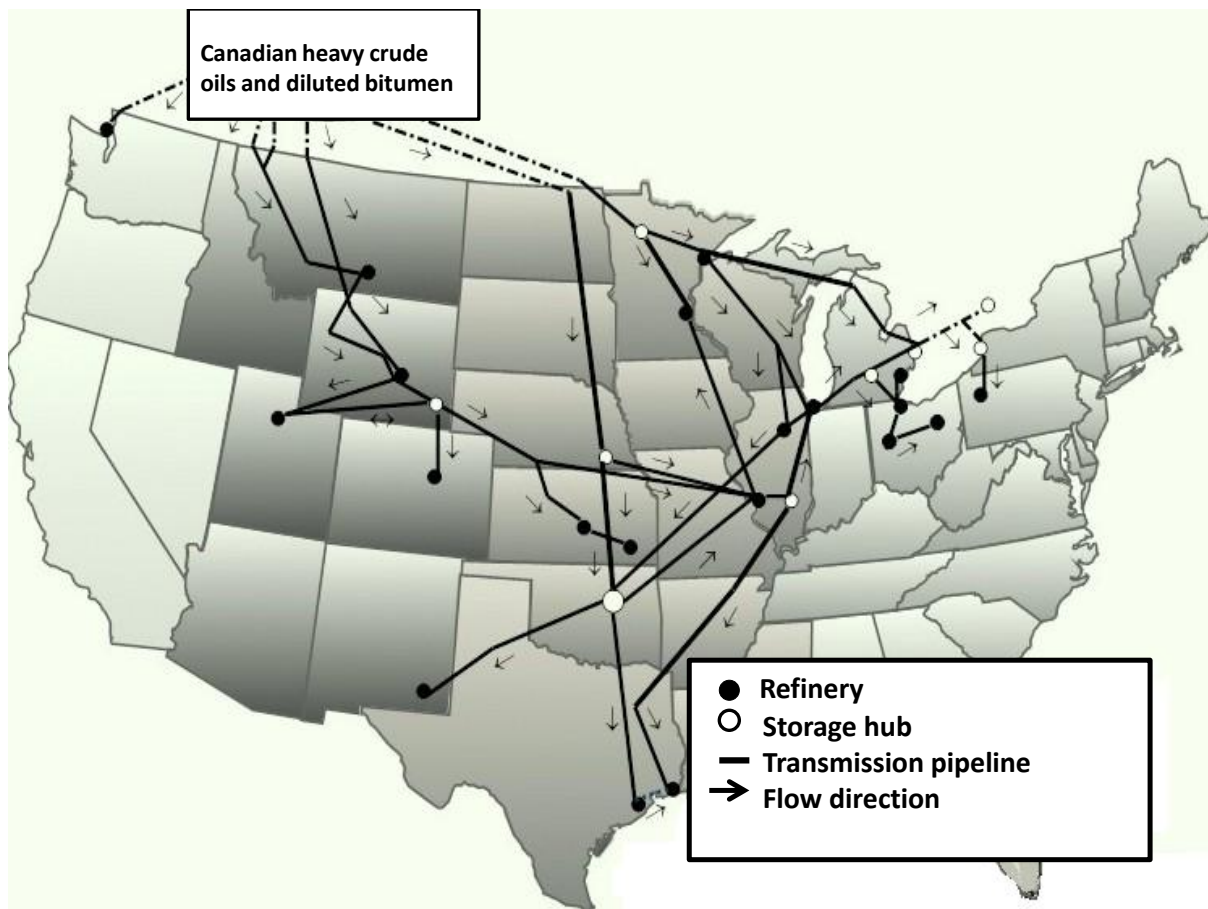 Canadian heavy crude
oils and diluted bitumen
Refinery
Storage hub
Transmission pipeline
Flow direction